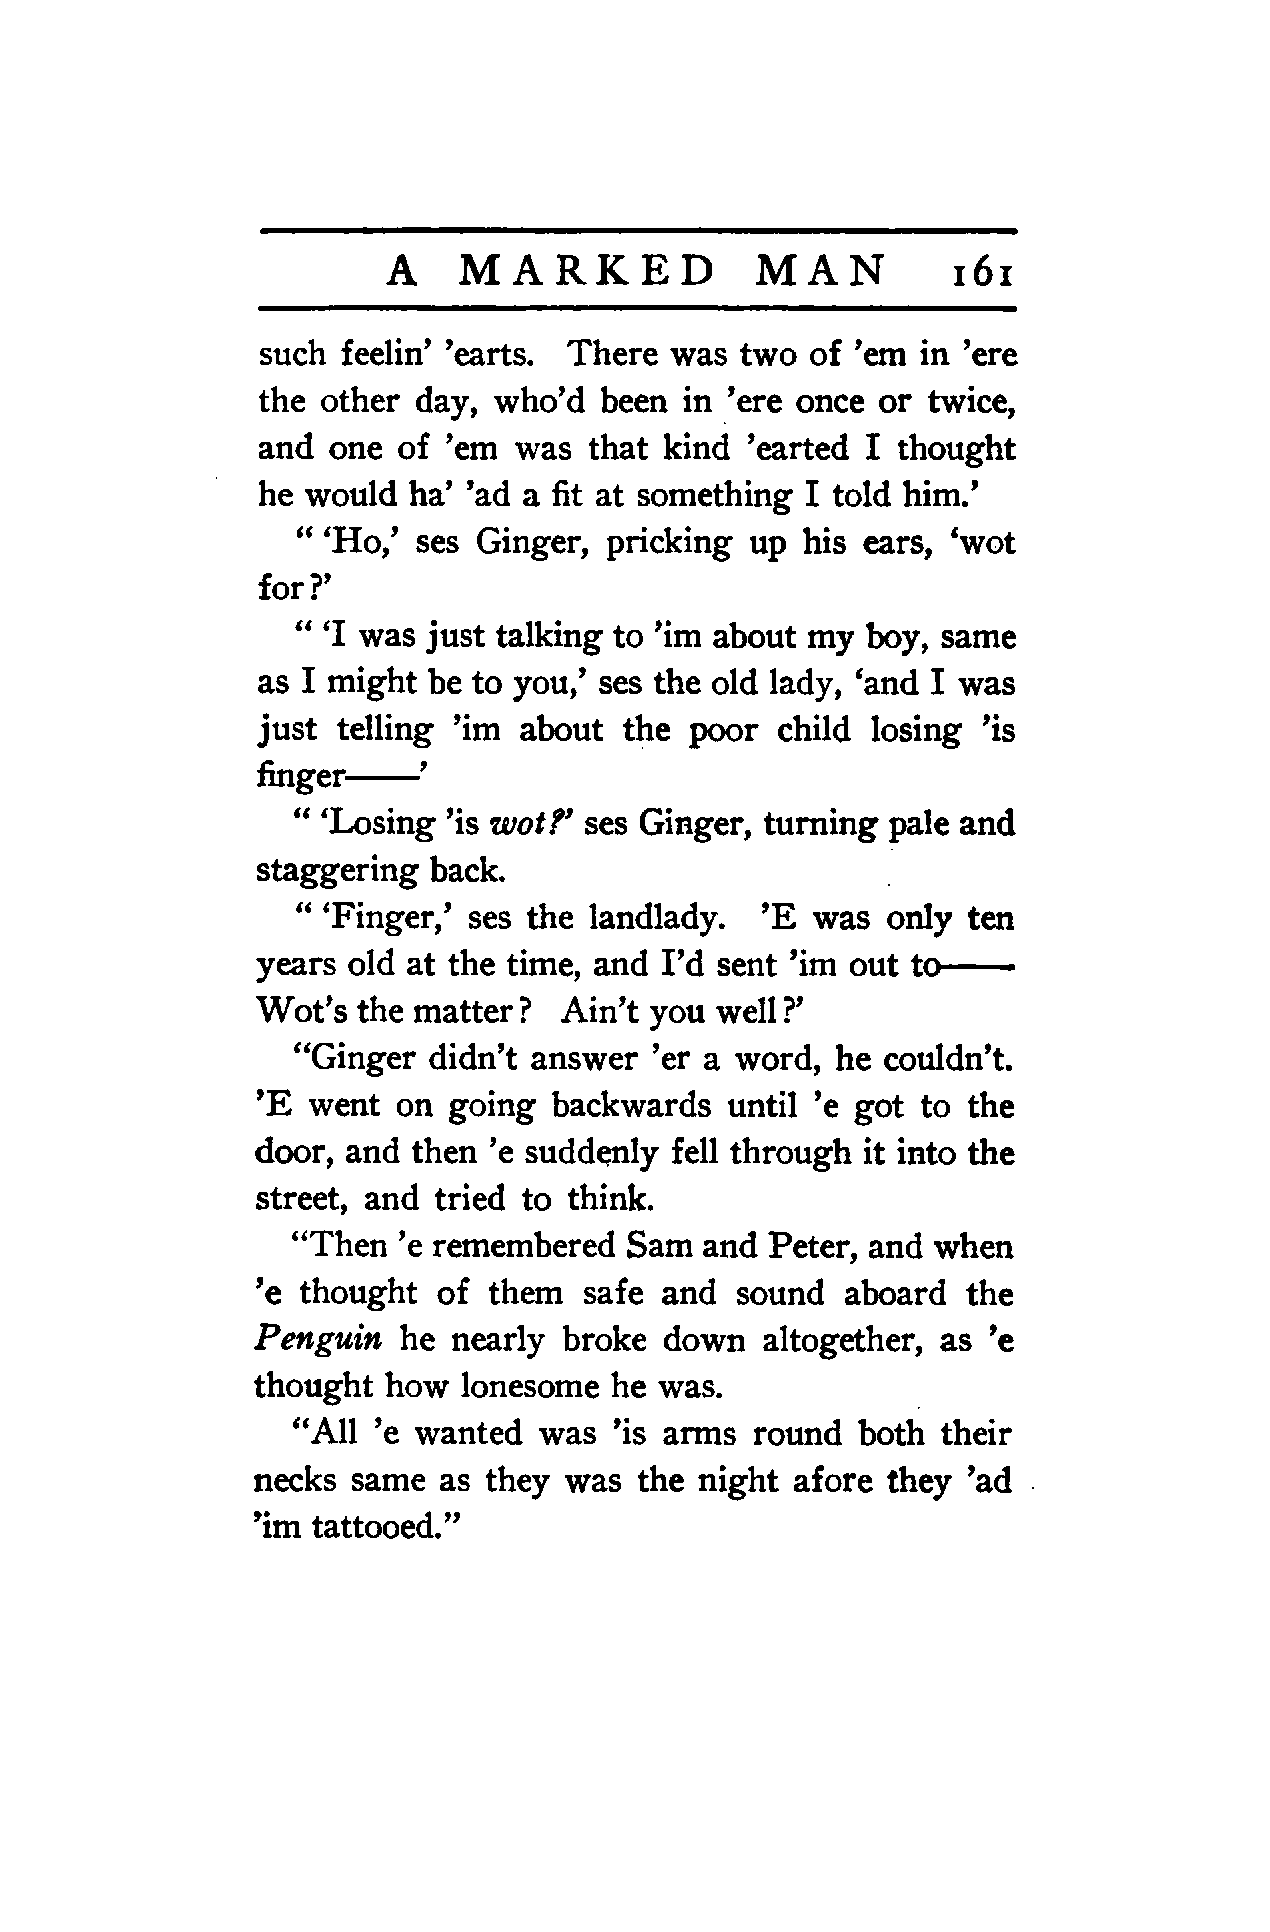 A MARKED MAN 161
such feelin’ ’earts. There was two of ’em in ’ere
the other day, who’d been in ’ere once or twice,
and one of ’em was that kind ’earted I thought
he would ha’ ’ad a fit at something I told him.’
“ ‘Ho,’ ses Ginger, pricking up his ears, ‘wot
for?’
“ ‘I was just talking to ’im about my boy, same
as I might be to you,’ ses the old lady, ‘and I was
just telling ’im about the poor child losing ’is
finger——’
“ ‘Losing ’is wot?’ ses Ginger, turning pale and
staggering back.
“ ‘Finger,’ ses the landlady. ’E was only ten
years old at the time, and I’d sent ’im out to——
Wot’s the matter? Ain’t you well?’
“Ginger didn’t answer ’er a word, he couldn’t.
’E went on going backwards until ’e got to the
door, and then ’e suddenly fell through it into the
street, and tried to think.
“Then ’e remembered Sam and Peter, and when
’e thought of them safe and sound aboard the
Penguin he nearly broke down altogether, as ’e
thought how lonesome he was.
“All ’e wanted was ’is arms round both their
necks same as they was the night afore they ’ad
’im tattooed.”